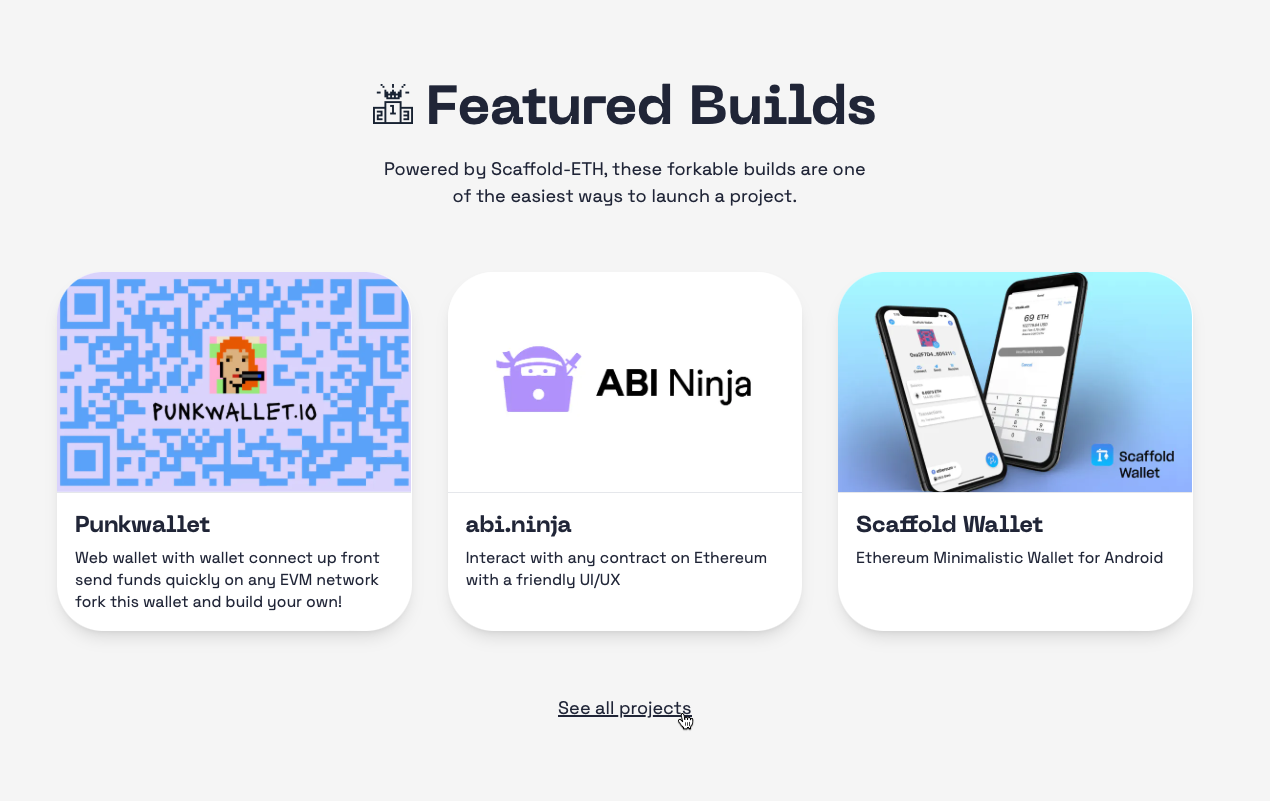 Featured Builds
Powered by Scaffold-ETH, these forkable builds are one
of the easiest ways to launch a project.
PUNKWALLET.IO
Punkwallet
Web wallet with wallet connect up front
send funds quickly on any EVM network
fork this wallet and build your own!
ABI Ninja
abi.ninja
Interact with any contract on Ethereum
with a friendly UI/UX
69 ETH
Scaffold
Wallet
Scaffold Wallet
Ethereum Minimalistic Wallet for Android
See all projects